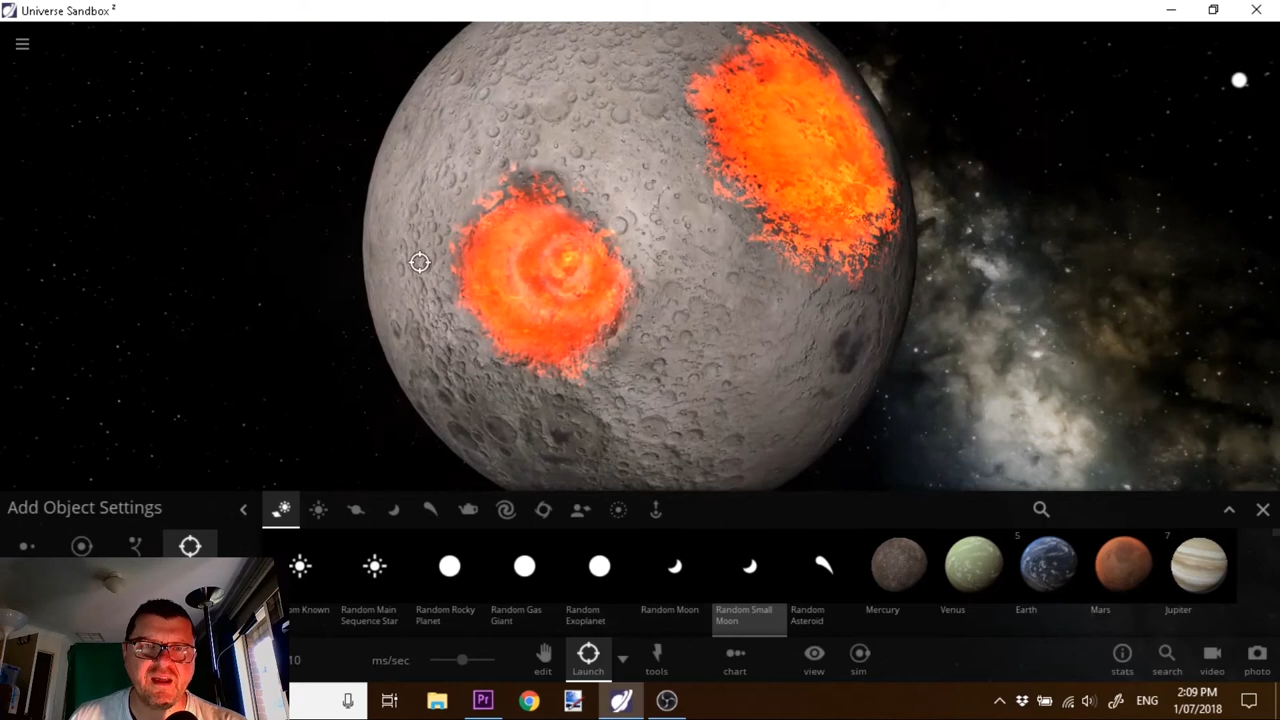 Universe Sandbox ²
Add Object Settings
5
7
om Known
Random Main
Sequence Star
Random Rocky
Planet
Random Gas
Giant
Random
Exoplanet
Random Moon
Random Small
Moon
Random
Asteroid
Mercury
Venus
Earth
Mars
Jupiter
10
ms/sec
edit
Launch
tools
chart
view
sim
stats
search
video
photo
Pr
ENG
2:09 PM
1/07/2018